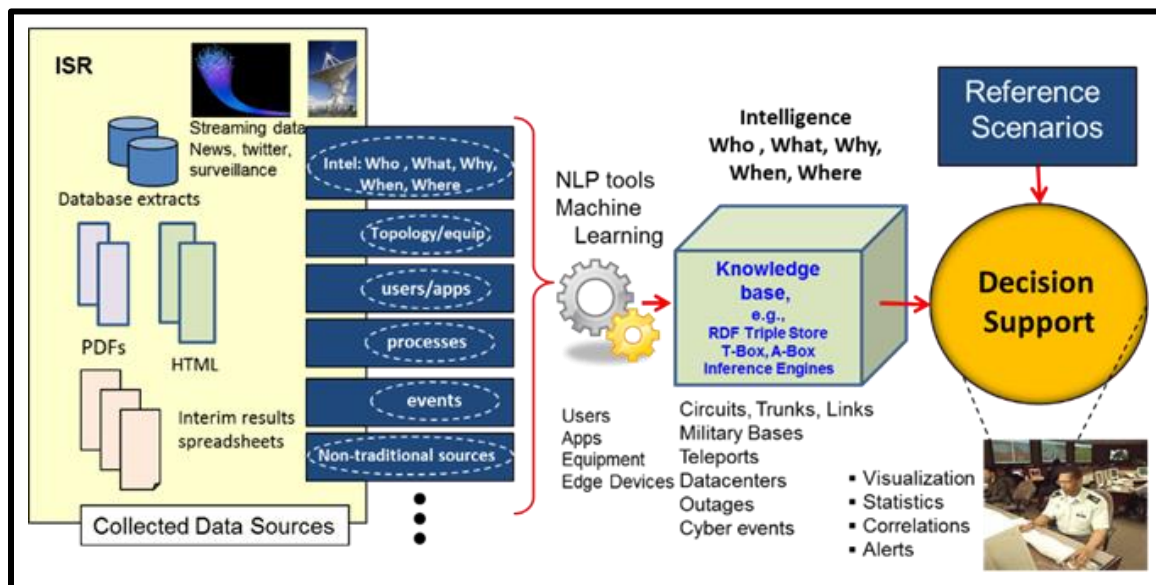 ISR
Streaming data
News, twitter,
surveillance
Database extracts
PDFs
HTML
Interim results
spreadsheets
Collected Data Sources
Intel: Who , What, Why,
When, Where
Topology/equip
users/apps
processes
events
Non-traditional sources
NLP tools
Machine
Learning
Users
Apps
Equipment
Edge Devices
Intelligence
Who , What, Why,
When, Where
Knowledge
base,
e.g.,
RDF Triple Store
T-Box, A-Box
Inference Engines
Circuits, Trunks, Links
Military Bases
Teleports
Datacenters
Outages
Cyber events
Reference
Scenarios
Decision
Support
▪ Visualization
▪ Statistics
▪ Correlations
▪ Alerts